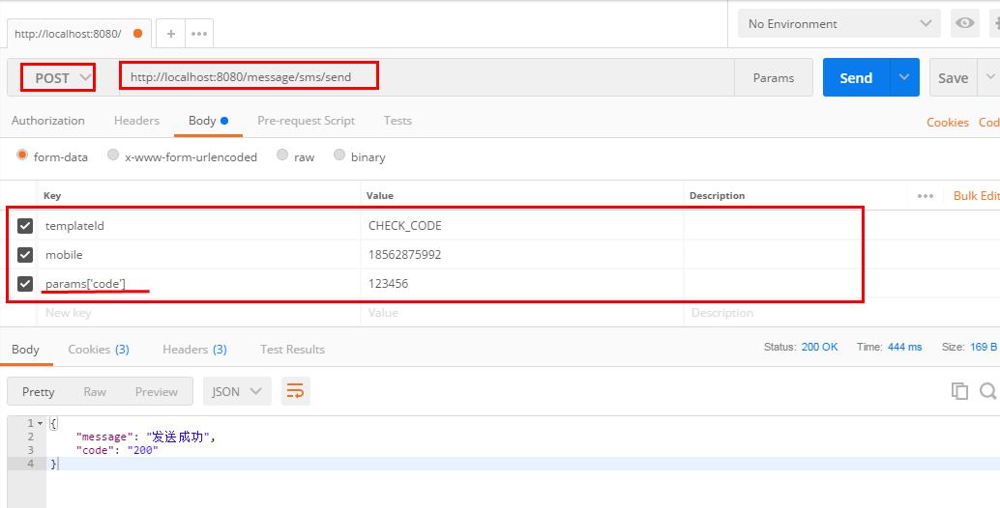 http://localhost:8080/ + •••
No Environment
POST http://localhost:8080/message/sms/send Params Send Save
Authorization Headers Body Pre-request Script Tests Cookies Cod
form-data x-www-form-urlencoded raw binary
Key Value Description ••• Bulk Edit
templateId CHECK_CODE
mobile 18562875992
params['code'] 123456
New key Value Description
Body Cookies (3) Headers (3) Test Results Status: 200 OK Time: 444 ms Size: 169 B
Pretty Raw Preview JSON
1 {
2 "message": "发送成功",
3 "code": "200"
4 }